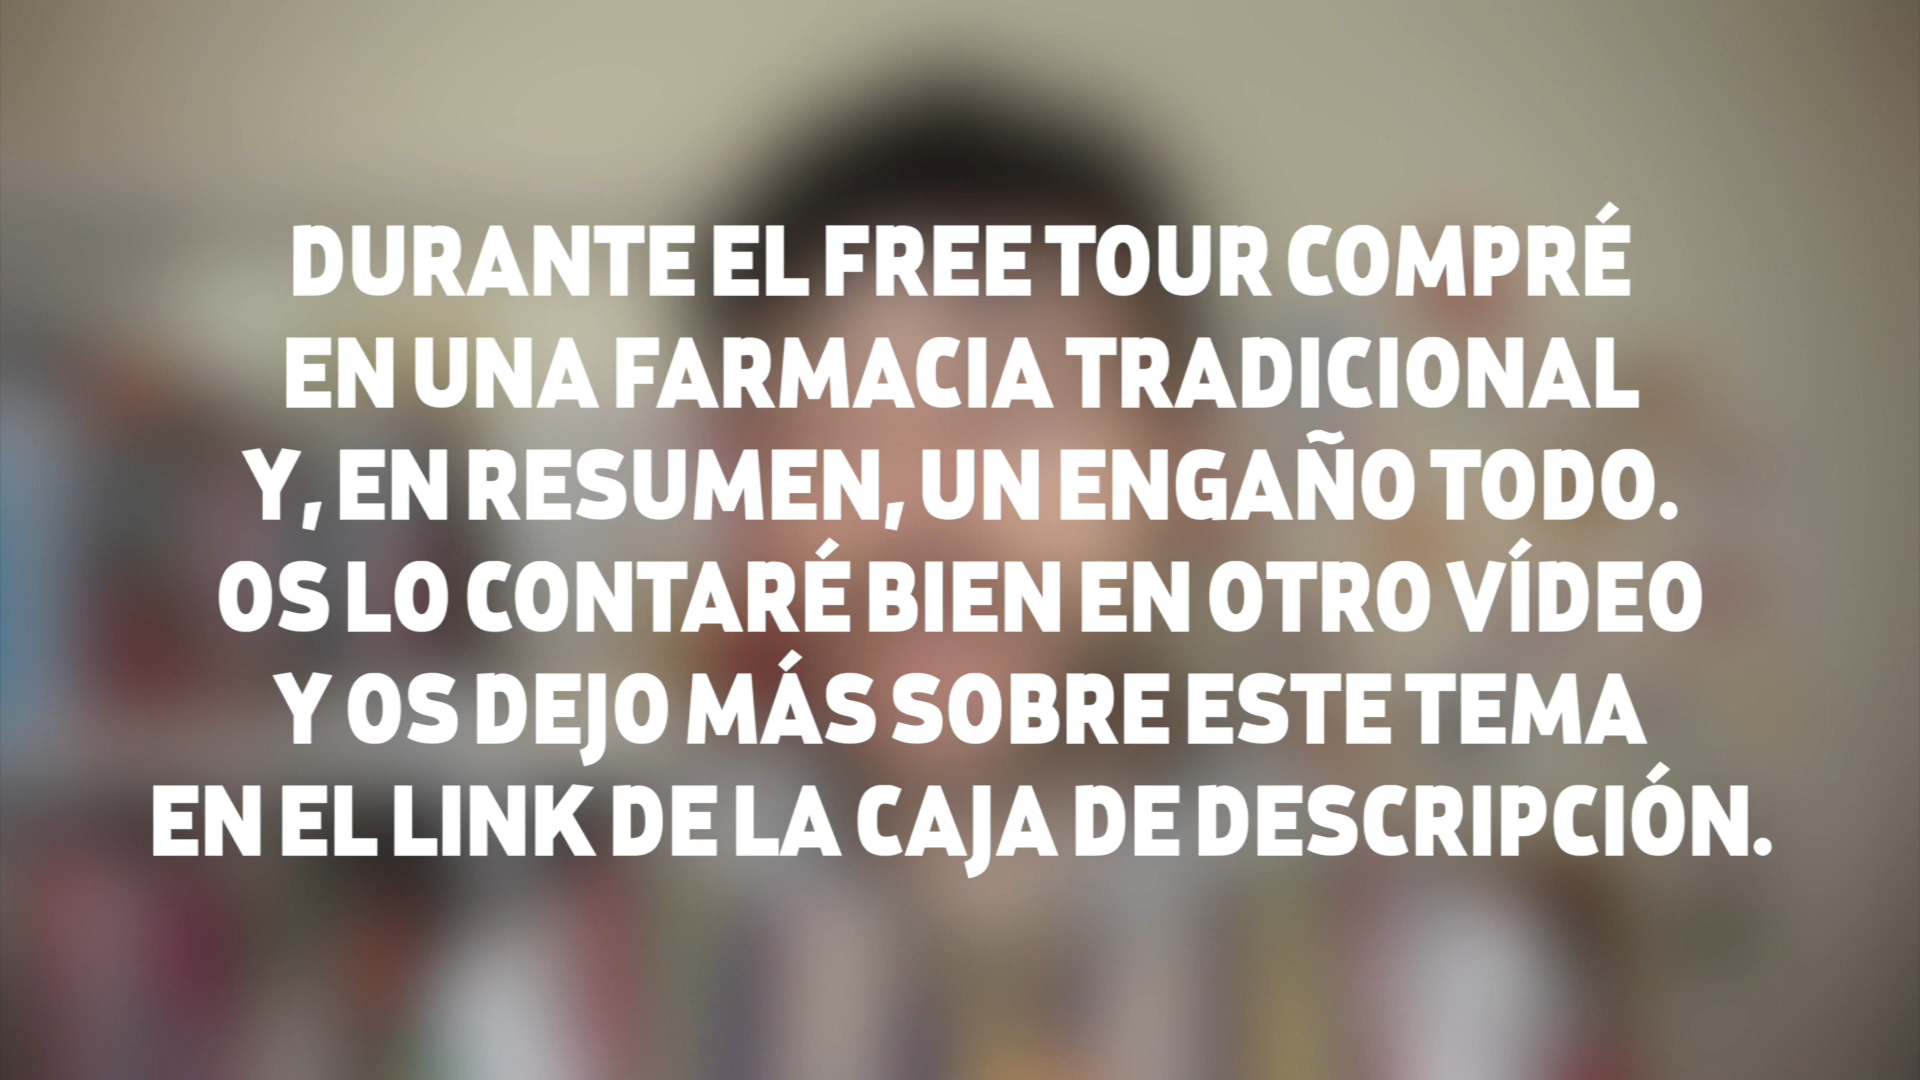 DURANTE EL FREE TOUR COMPRÉ
EN UNA FARMACIA TRADICIONAL
Y, EN RESUMEN, UN ENGAÑO TODO.
OS LO CONTARÉ BIEN EN OTRO VÍDEO
Y OS DEJO MÁS SOBRE ESTE TEMA
EN EL LINK DE LA CAJA DE DESCRIPCIÓN.